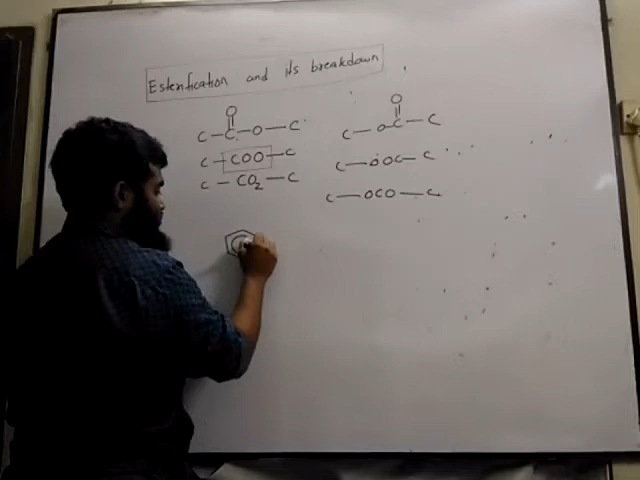 Esterification and its breakdown
O
C-C-O-C
C-COO-C
C-CO2-C
O
C-O-C-C
C-OOC-C
C-OCO-C